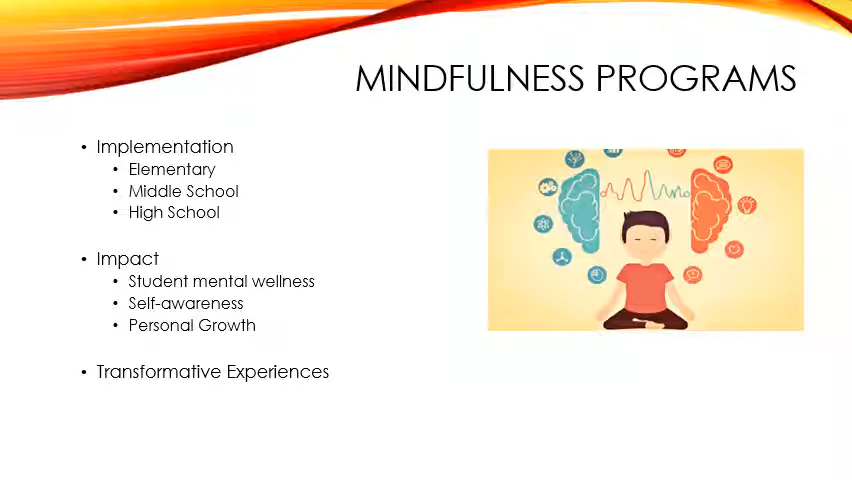 MINDFULNESS PROGRAMS
• Implementation
• Elementary
• Middle School
• High School
• Impact
• Student mental wellness
• Self-awareness
• Personal Growth
• Transformative Experiences